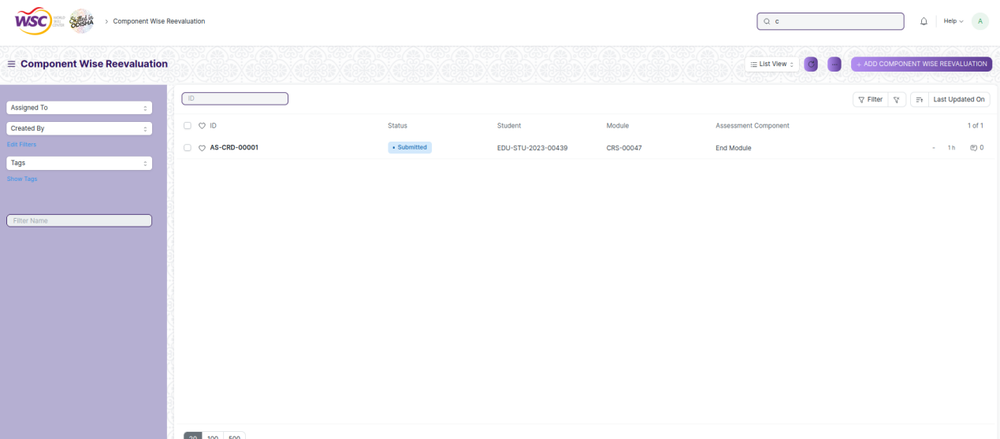 WSC WORLD SKILL CENTER Skilled in ODISHA > Component Wise Reevaluation c Help A
Component Wise Reevaluation List View + ADD COMPONENT WISE REEVALUATION
Assigned To
Created By
Edit Filters
Tags
Show Tags
Filter Name
ID Filter Last Updated On
ID Status Student Module Assessment Component 1 of 1
AS-CRD-00001 • Submitted EDU-STU-2023-00439 CRS-00047 End Module - 1 h 0
20 100 500